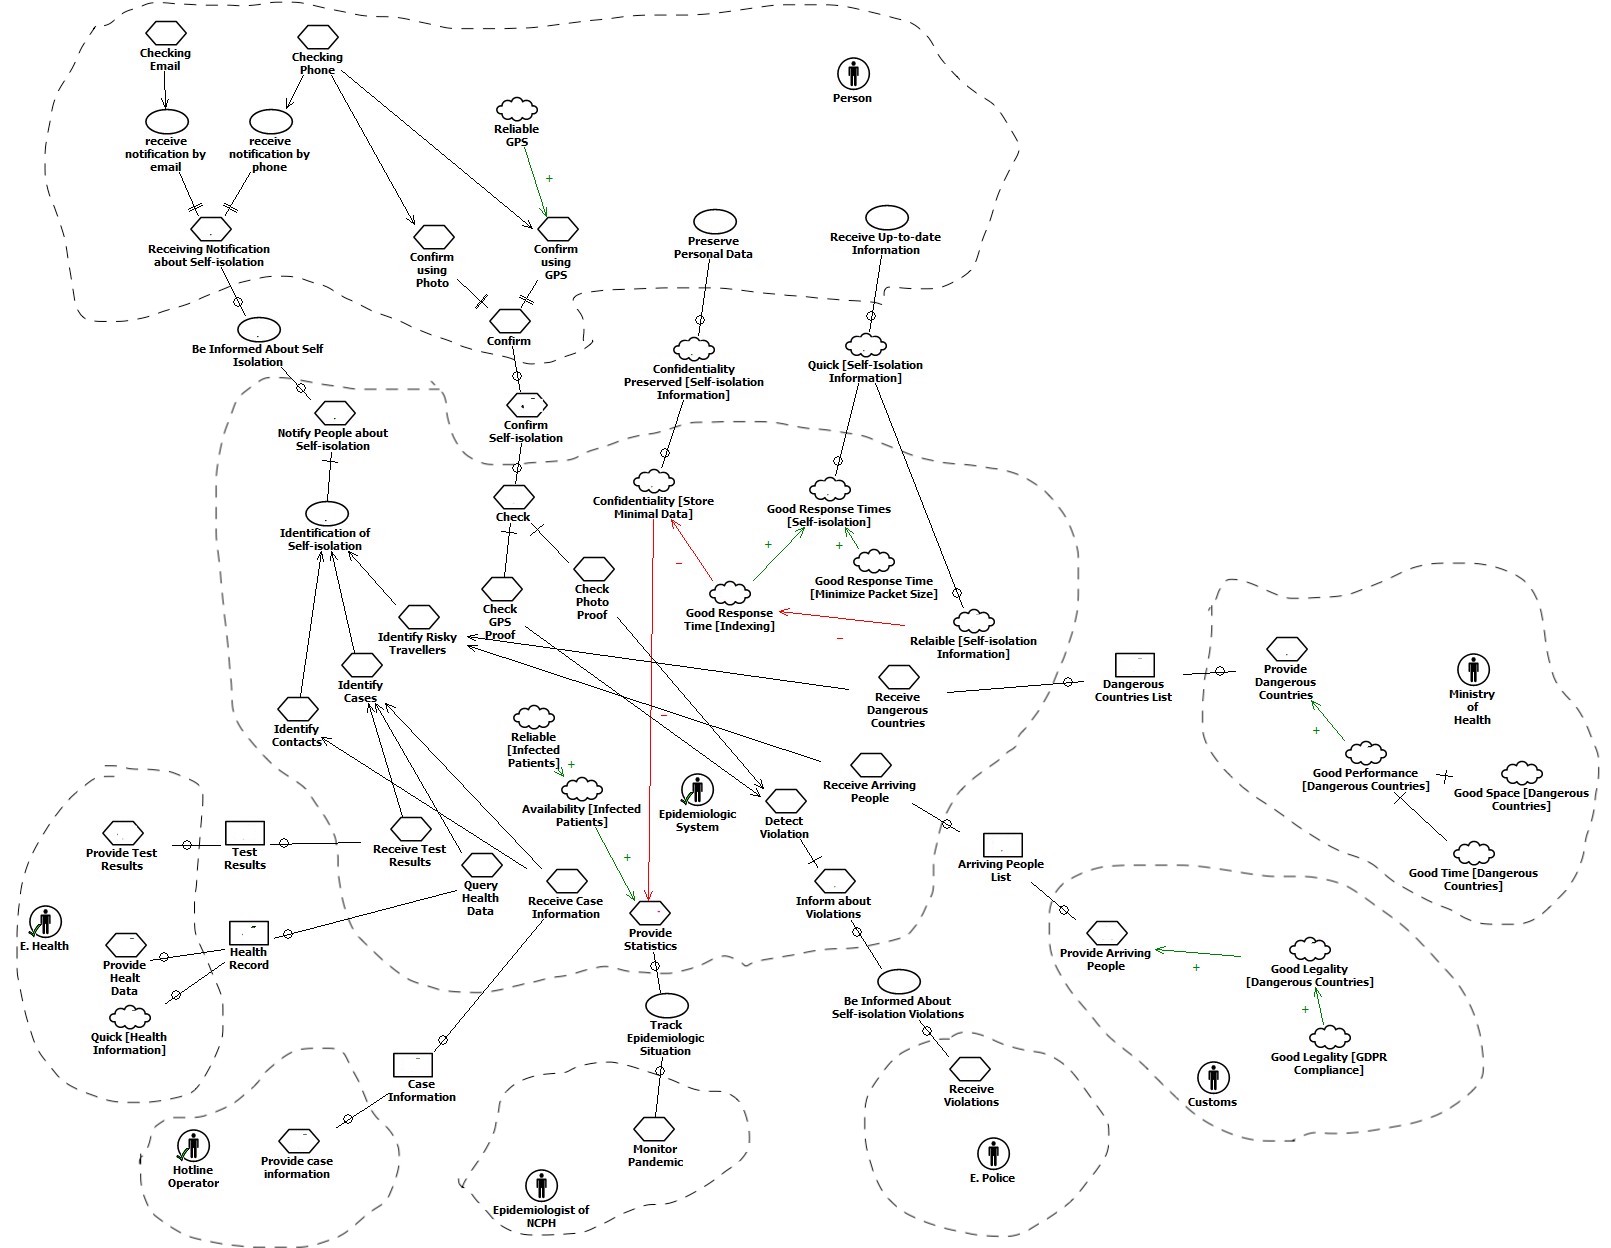 Checking
Email
Checking
Phone
Person
Reliable
GPS
+
receive
notification by
email
receive
notification by
phone
Receiving Notification
about Self-isolation
Confirm
using
Photo
Confirm
using
GPS
Preserve
Personal Data
Receive Up-to-date
Information
Confirm
Be Informed About Self
Isolation
Confidentiality
Preserved [Self-isolation
Information]
Quick [Self-Isolation
Information]
Notify People about
Self-isolation
Confirm
Self-isolation
Identification of
Self-isolation
Check
Confidentiality [Store
Minimal Data]
Good Response Times
[Self-isolation]
+
+
–
Good Response Time
[Minimize Packet Size]
Check
GPS
Proof
Check
Photo
Proof
Good Response
Time [Indexing]
–
Relaible [Self-isolation
Information]
Identify Risky
Travellers
Identify
Cases
Identify
Contacts
Receive
Dangerous
Countries
Dangerous
Countries List
Provide
Dangerous
Countries
Ministry
of
Health
+
Good Performance
[Dangerous Countries]
Good Space [Dangerous
Countries]
Good Time [Dangerous
Countries]
–
Reliable
[Infected
Patients]
+
Availability [Infected
Patients]
+
Epidemiologic
System
Detect
Violation
Receive Arriving
People
Arriving People
List
Provide Test
Results
Test
Results
Receive Test
Results
Query
Health
Data
Receive Case
Information
Provide
Statistics
Inform about
Violations
E. Health
Provide
Healt
Data
Health
Record
Quick [Health
Information]
Provide Arriving
People
+
Good Legality
[Dangerous Countries]
+
Good Legality [GDPR
Compliance]
Customs
Track
Epidemiologic
Situation
Be Informed About
Self-isolation Violations
Case
Information
Receive
Violations
Hotline
Operator
Provide case
information
Monitor
Pandemic
Epidemiologist of
NCPH
E. Police